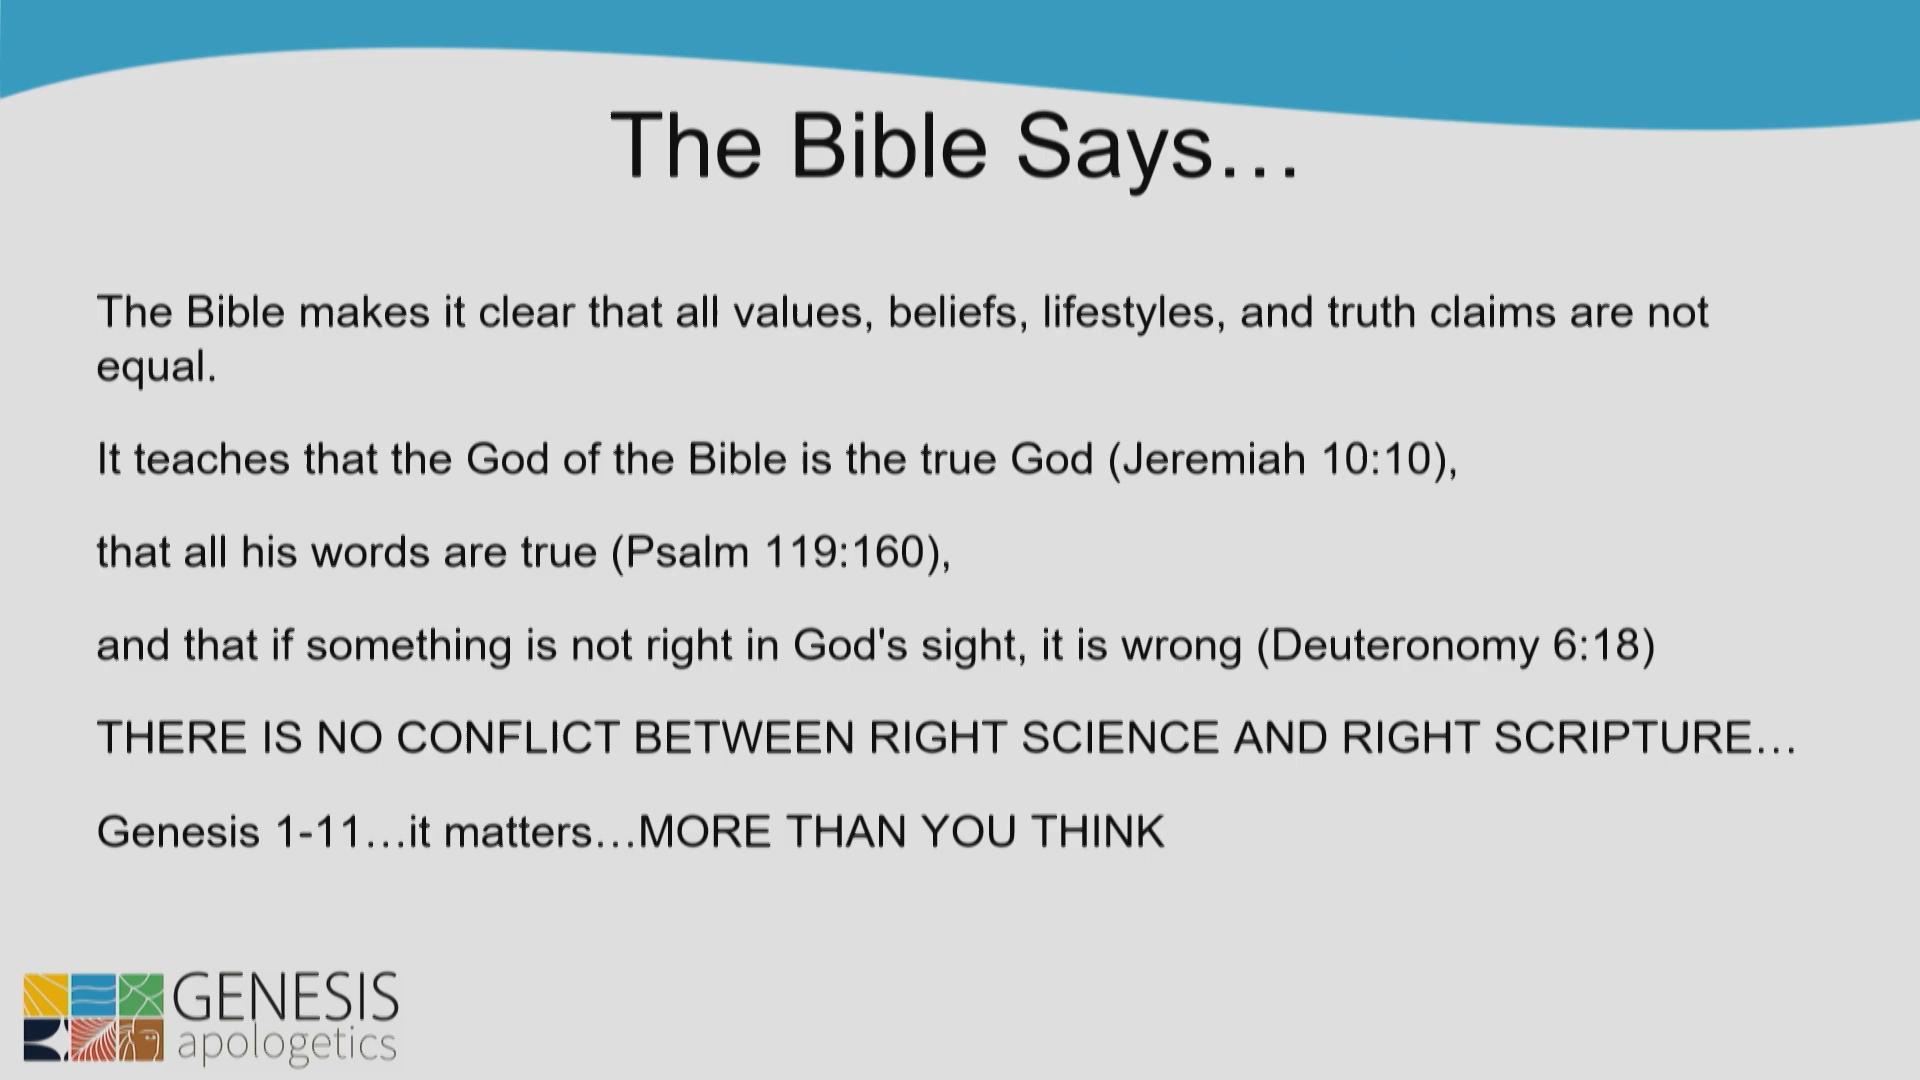 The Bible Says…
The Bible makes it clear that all values, beliefs, lifestyles, and truth claims are not
equal.
It teaches that the God of the Bible is the true God (Jeremiah 10:10),
that all his words are true (Psalm 119:160),
and that if something is not right in God's sight, it is wrong (Deuteronomy 6:18)
THERE IS NO CONFLICT BETWEEN RIGHT SCIENCE AND RIGHT SCRIPTURE…
Genesis 1-11…it matters…MORE THAN YOU THINK
GENESIS
apologetics